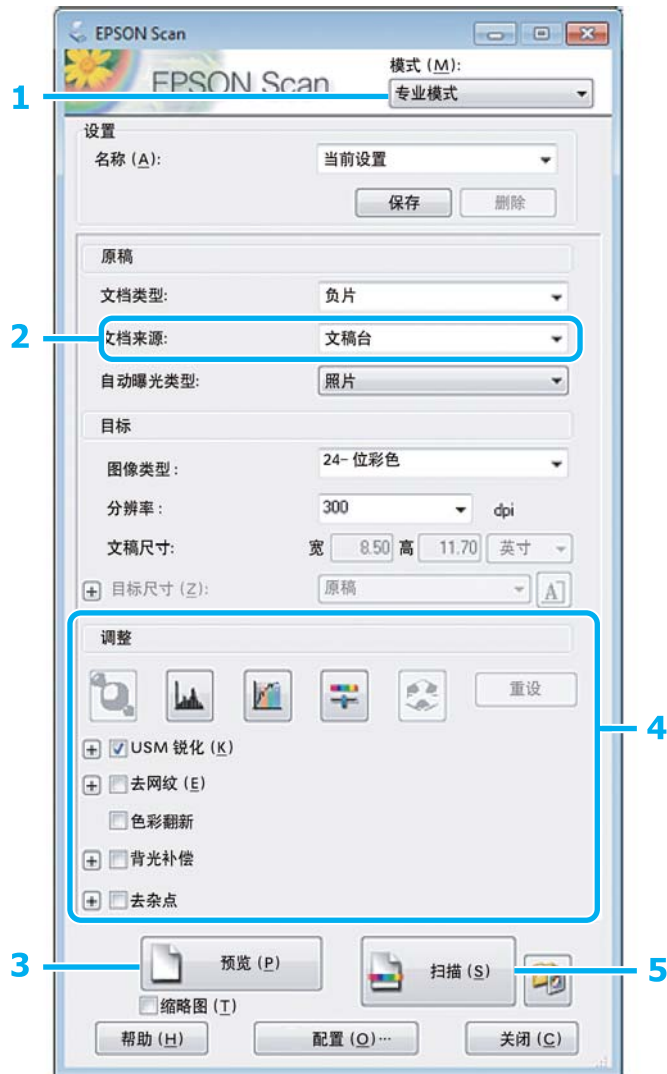 EPSON Scan
EPSON Scan
模式 (M):
1
专业模式
设置
名称 (A):
当前设置
保存
删除
原稿
文档类型:
负片
2
文档来源:
文稿台
自动曝光类型:
照片
目标
图像类型 :
24- 位彩色
分辨率 :
300
dpi
文稿尺寸:
宽 8.50 高 11.70 英寸
目标尺寸 (Z):
原稿
A
调整
重设
4
USM 锐化 (K)
去网纹 (E)
色彩翻新
背光补偿
去杂点
3
预览 (P)
扫描 (S)
5
缩略图 (T)
帮助 (H)
配置 (O)…
关闭 (C)